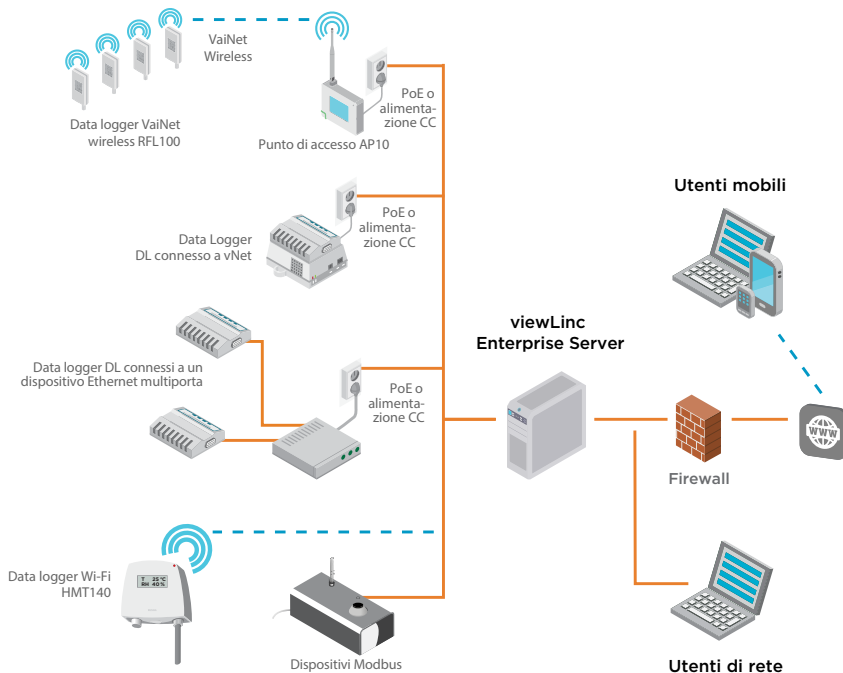 VaiNet
Wireless
Data logger VaiNet
wireless RFL100
Punto di accesso AP10
PoE o
alimenta-
zione CC
Data Logger
DL connesso a vNet
PoE o
alimenta-
zione CC
Data logger DL connessi a un
dispositivo Ethernet multiporta
PoE o
alimenta-
zione CC
Data logger Wi-Fi
HMT140
T 25 °C
RH 40 %
Dispositivi Modbus
viewLinc
Enterprise Server
Utenti mobili
Firewall
WWW
Utenti di rete